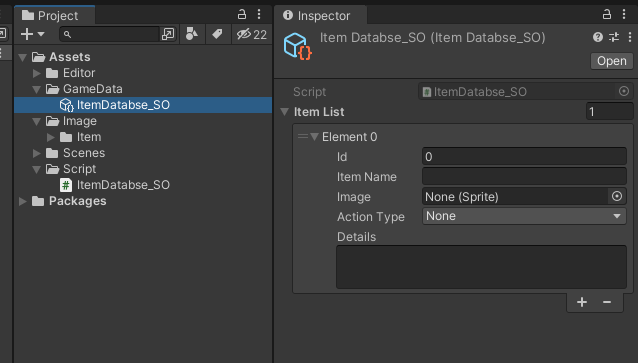 Project
22
Assets
Editor
GameData
ItemDatabse_SO
Image
Item
Scenes
Script
ItemDatabse_SO
Packages
Inspector
Item Databse_SO (Item Databse_SO)
Open
Script ItemDatabse_SO
Item List 1
Element 0
Id 0
Item Name
Image None (Sprite)
Action Type None
Details